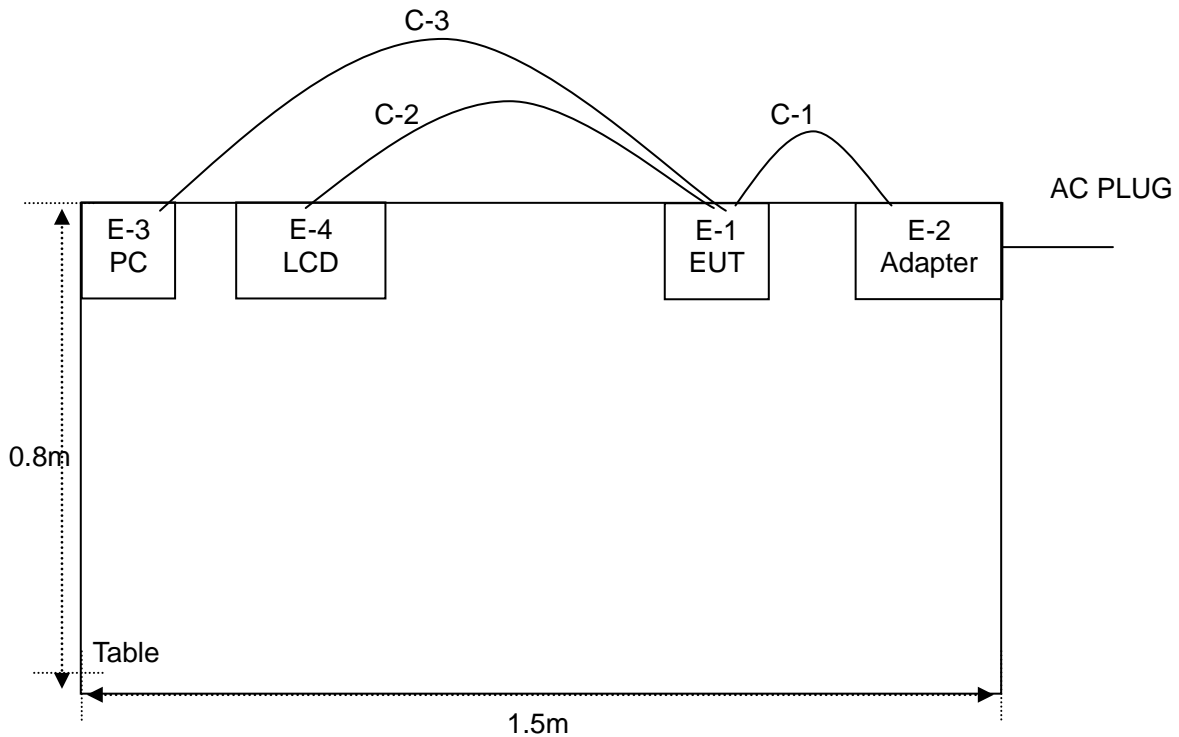 C-3
C-2
C-1
AC PLUG
E-3
PC
E-4
LCD
E-1
EUT
E-2
Adapter
0.8m
Table
1.5m